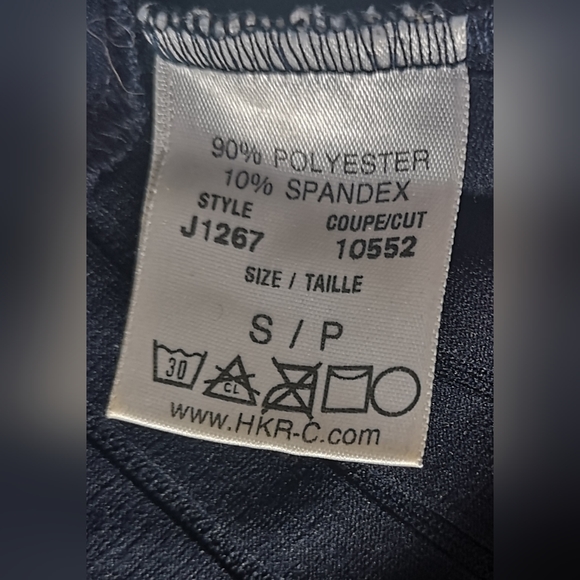 90% POLYESTER
10% SPANDEX
STYLE COUPE/CUT
J1267 10552
SIZE / TAILLE
S / P
30 CL
www.HKR-C.com